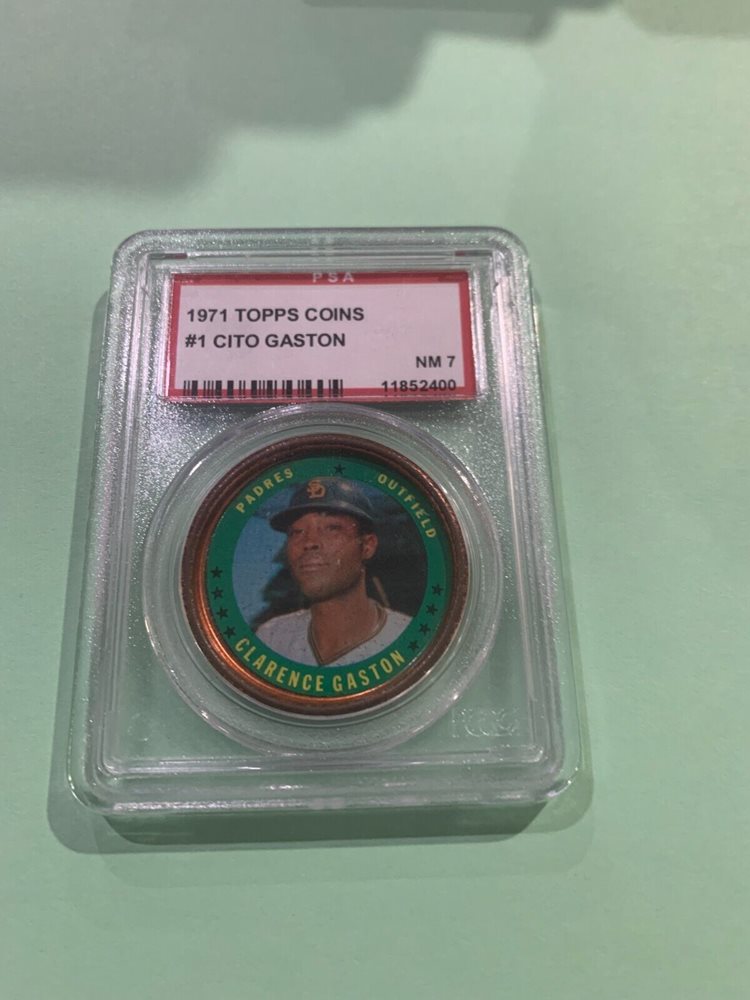 PSA
1971 TOPPS COINS
#1 CITO GASTON
NM 7
11852400
SD
PADRES ★ OUTFIELD
CLARENCE GASTON